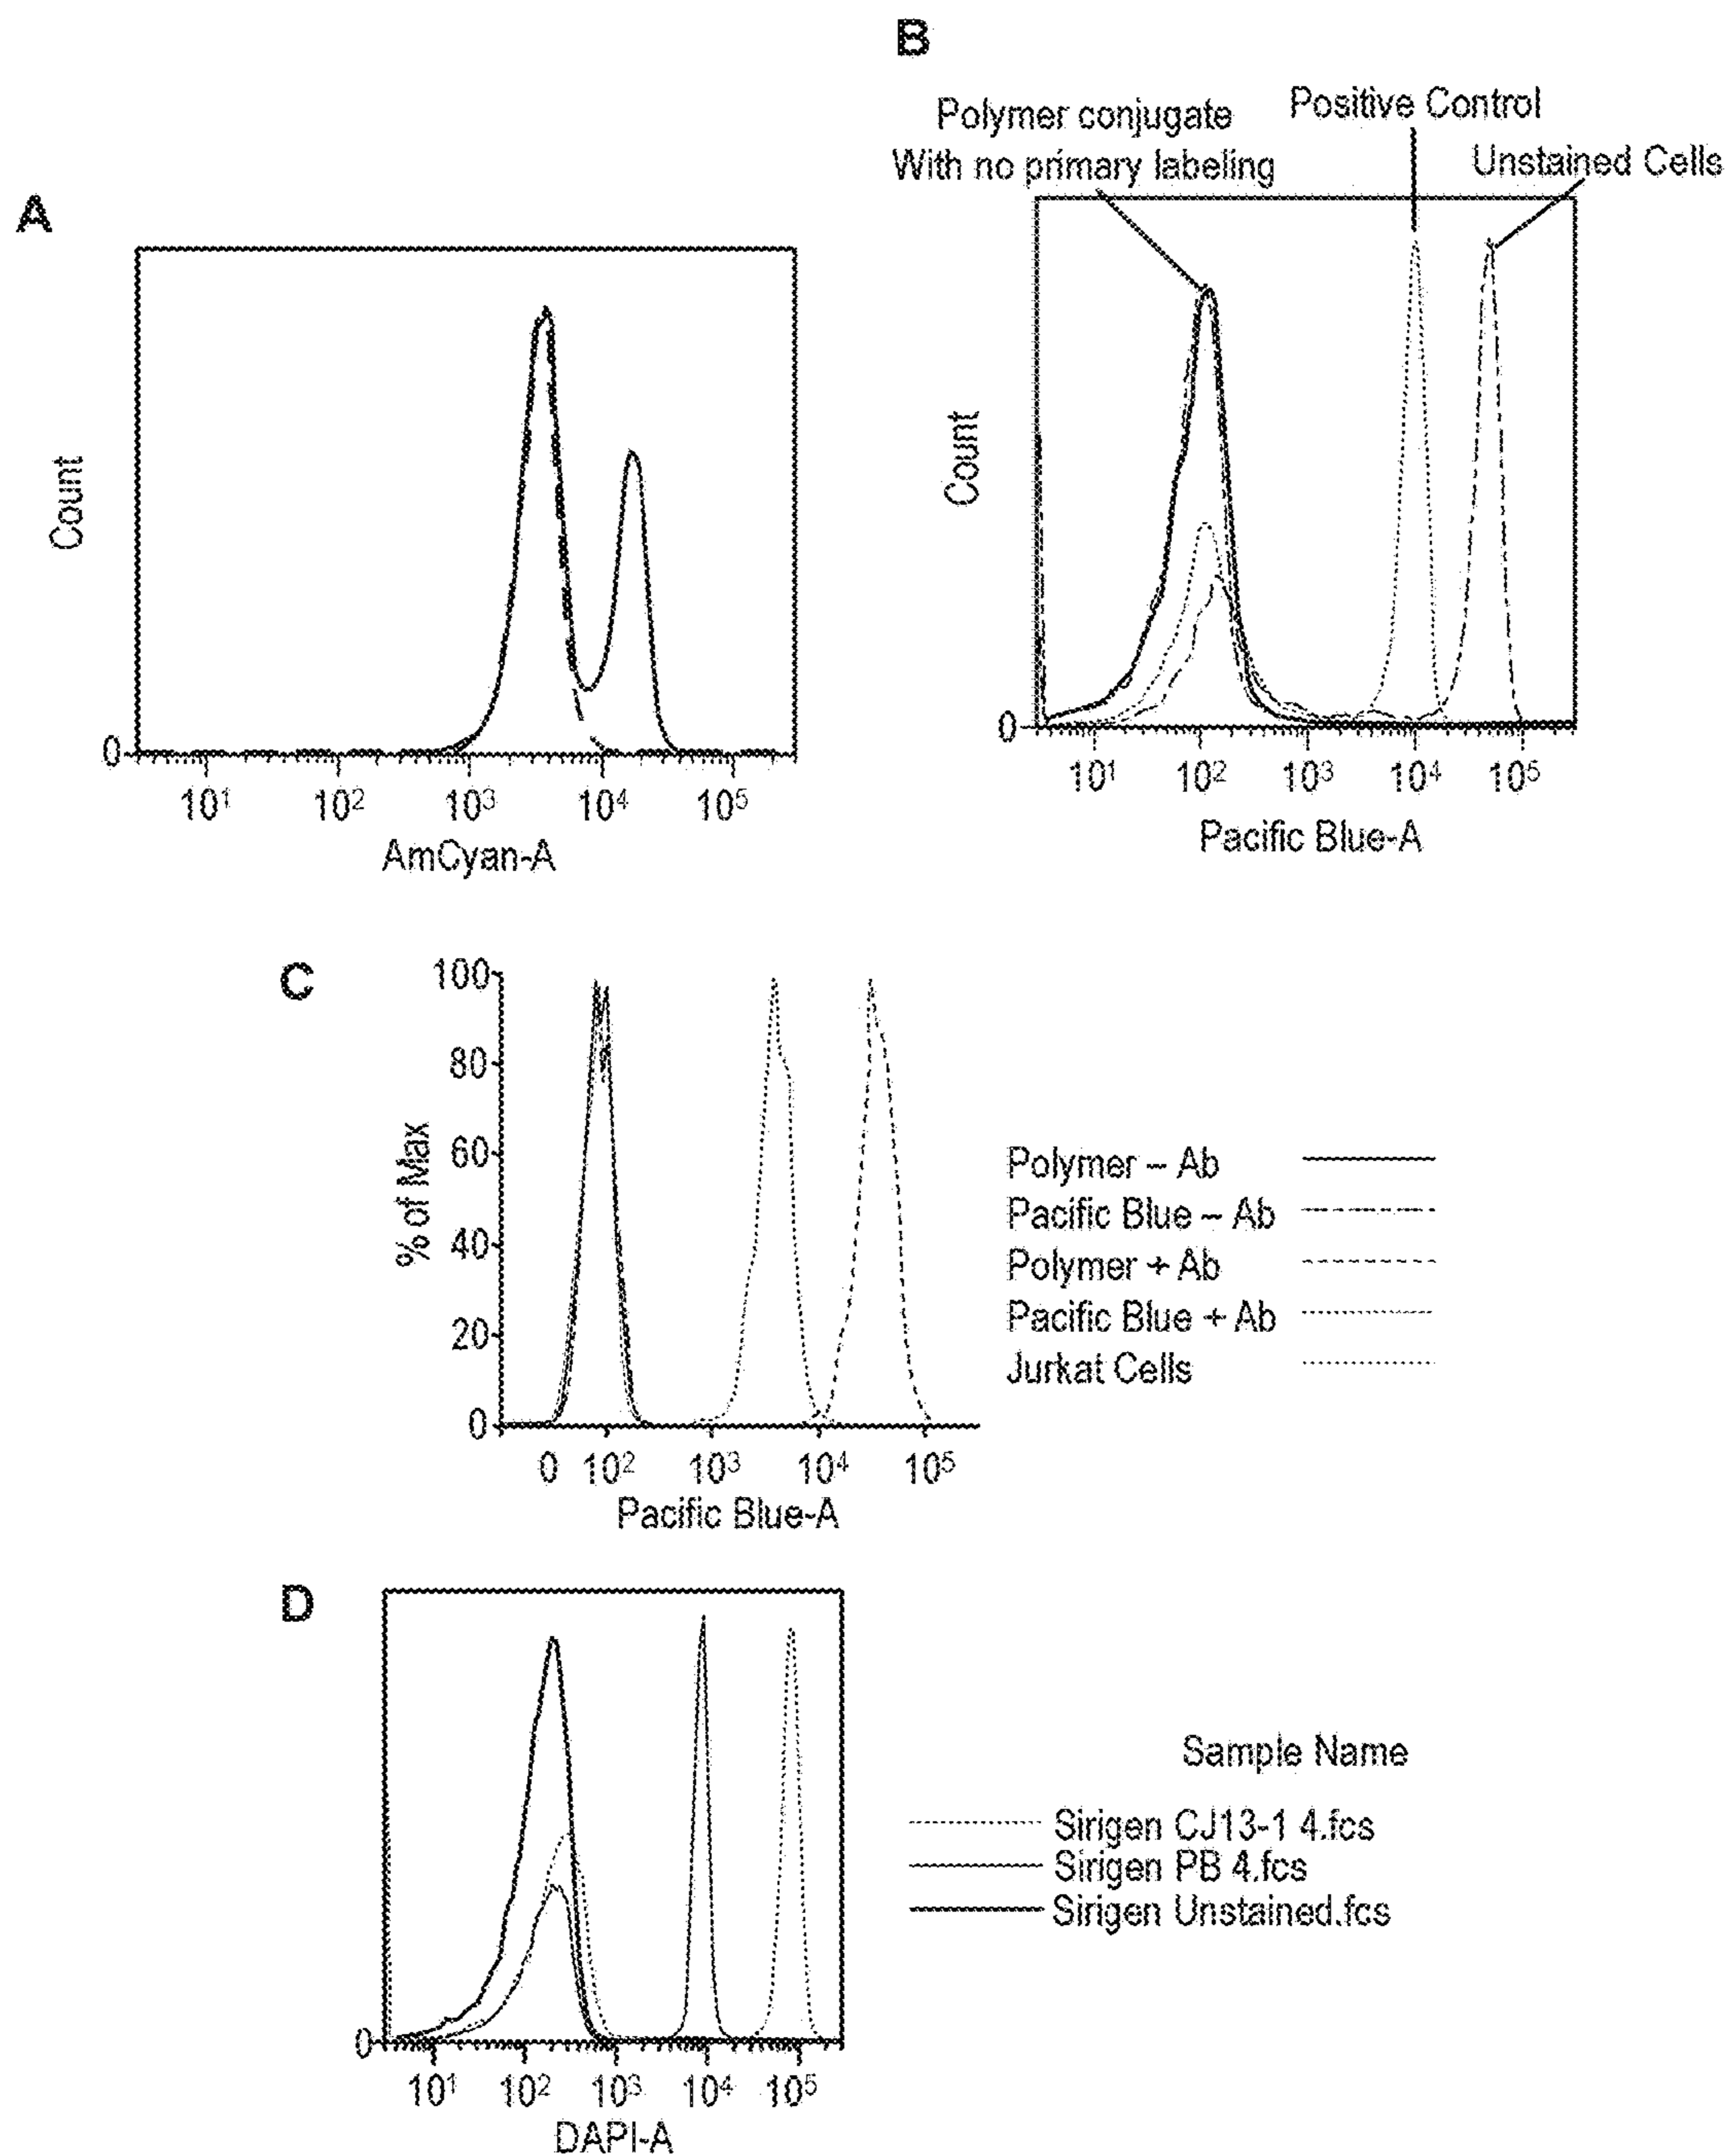 A
Count
0
10¹ 10² 10³ 10⁴ 10⁵
AmCyan-A
B
Polymer conjugate
With no primary labeling
Positive Control
Unstained Cells
Count
0
10¹ 10² 10³ 10⁴ 10⁵
Pacific Blue-A
C
% of Max
100
80
60
40
20
0
0 10² 10³ 10⁴ 10⁵
Pacific Blue-A
Polymer – Ab
Pacific Blue – Ab
Polymer + Ab
Pacific Blue + Ab
Jurkat Cells
D
0
10¹ 10² 10³ 10⁴ 10⁵
DAPI-A
Sample Name
Sirigen CJ13-1 4.fcs
Sirigen PB 4.fcs
Sirigen Unstained.fcs